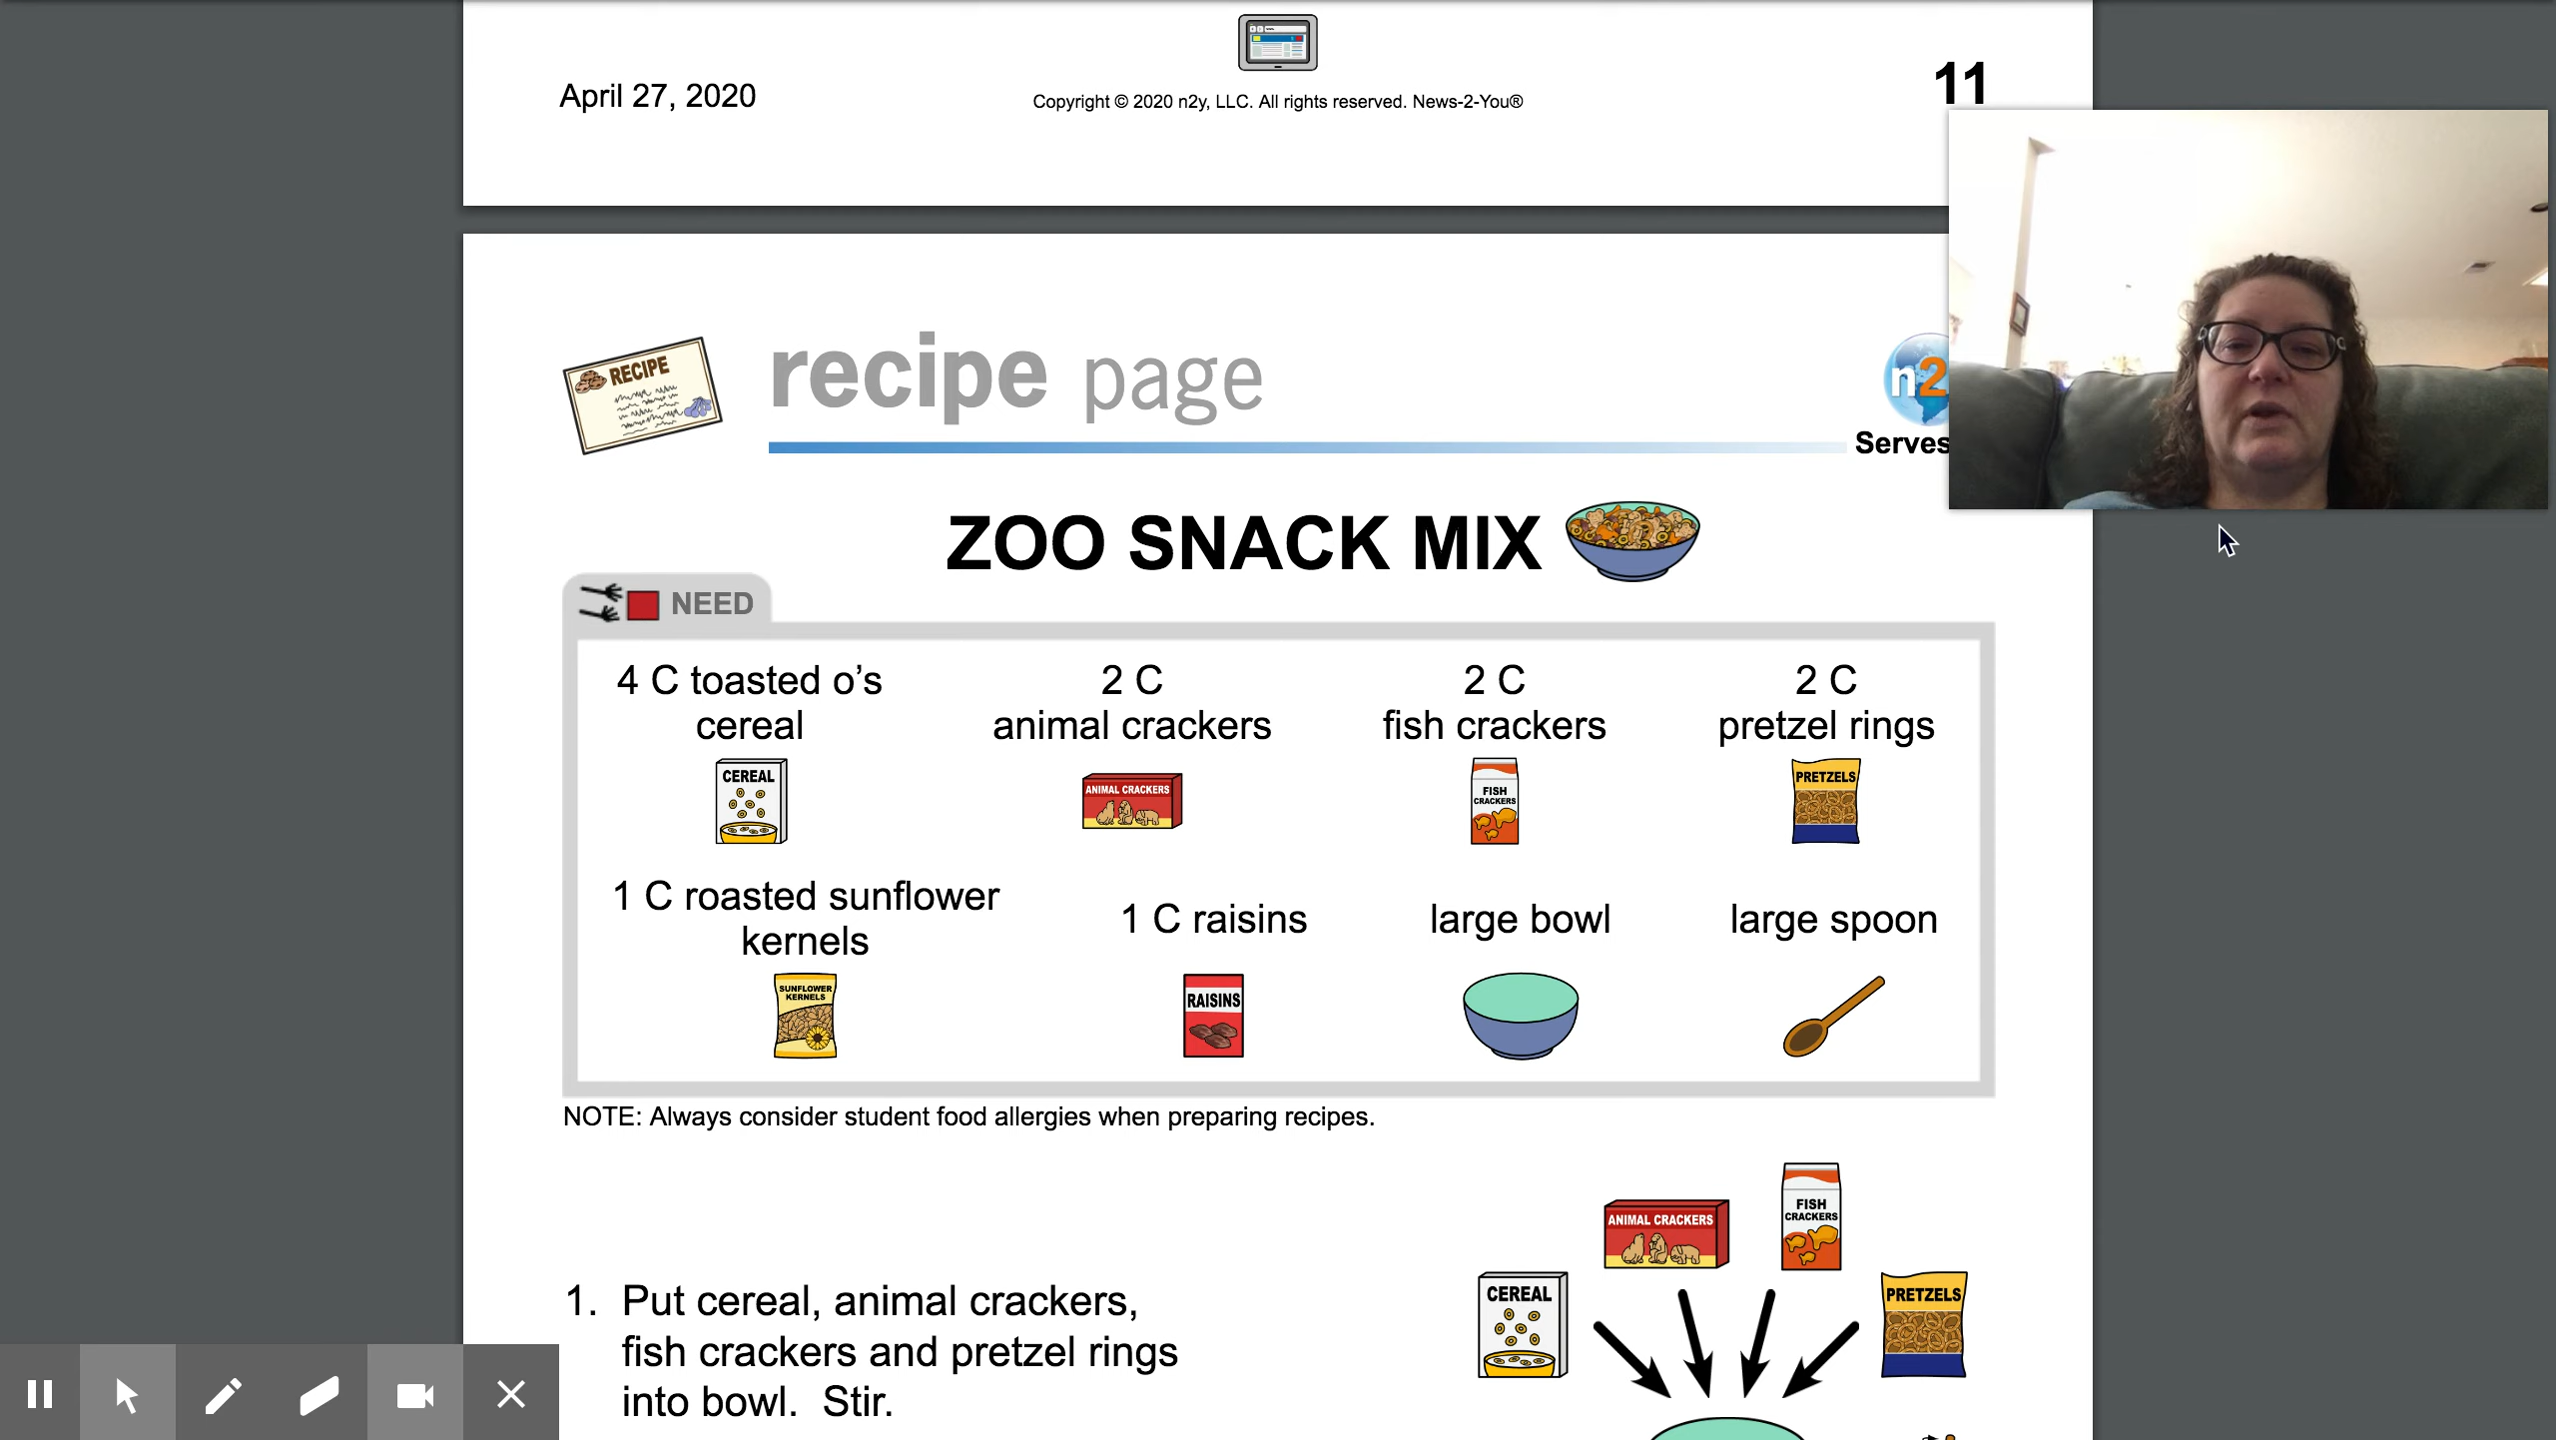 April 27, 2020
Copyright © 2020 n2y, LLC. All rights reserved. News-2-You®
11
RECIPE
recipe page
n2
Serves
ZOO SNACK MIX
NEED
4 C toasted o's
cereal
2 C
animal crackers
2 C
fish crackers
2 C
pretzel rings
CEREAL
ANIMAL CRACKERS
FISH
CRACKERS
PRETZELS
1 C roasted sunflower
kernels
1 C raisins
large bowl
large spoon
SUNFLOWER
KERNELS
RAISINS
NOTE: Always consider student food allergies when preparing recipes.
1. Put cereal, animal crackers,
fish crackers and pretzel rings
into bowl. Stir.
ANIMAL CRACKERS
FISH
CRACKERS
CEREAL
PRETZELS